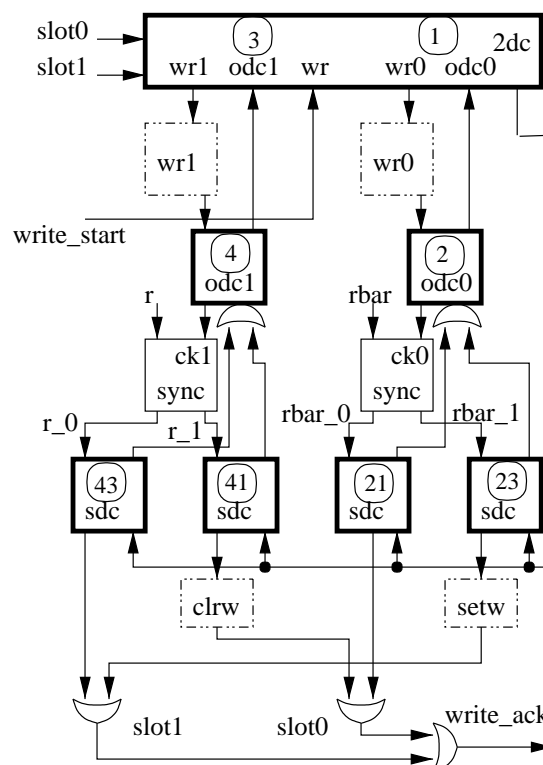 slot0 3 1 2dc
slot1 wr1 odc1 wr wr0 odc0
wr1 wr0
write_start
4 2
odc1 odc0
r rbar
ck1 ck0
sync sync
r_0 r_1 rbar_0 rbar_1
43 41 21 23
sdc sdc sdc sdc
clrw setw
slot1 slot0 write_ack